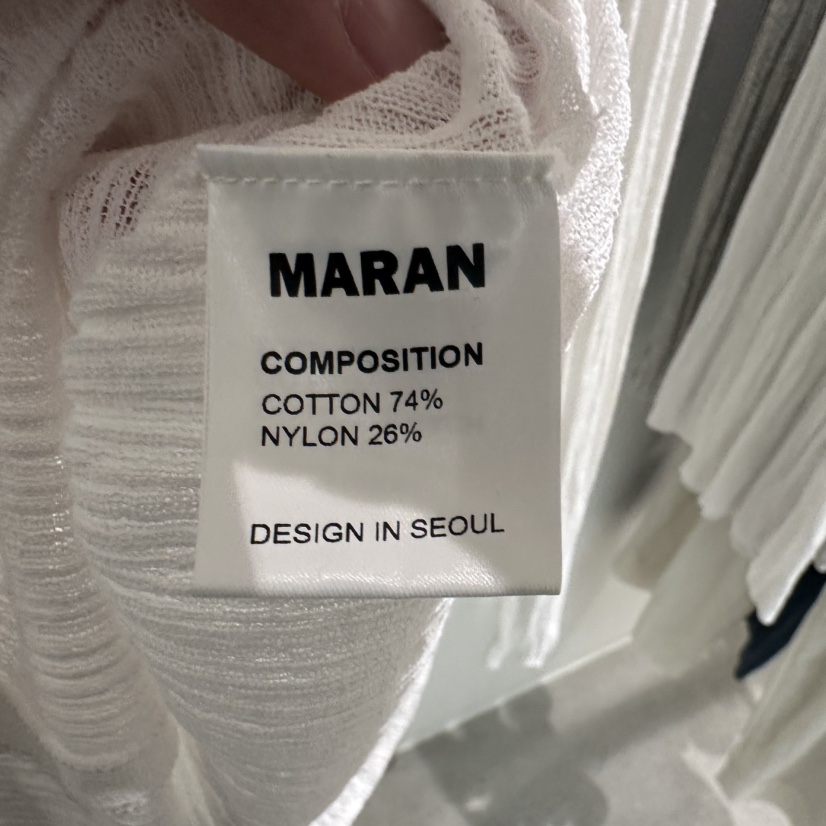 MARAN
COMPOSITION
COTTON 74%
NYLON 26%
DESIGN IN SEOUL